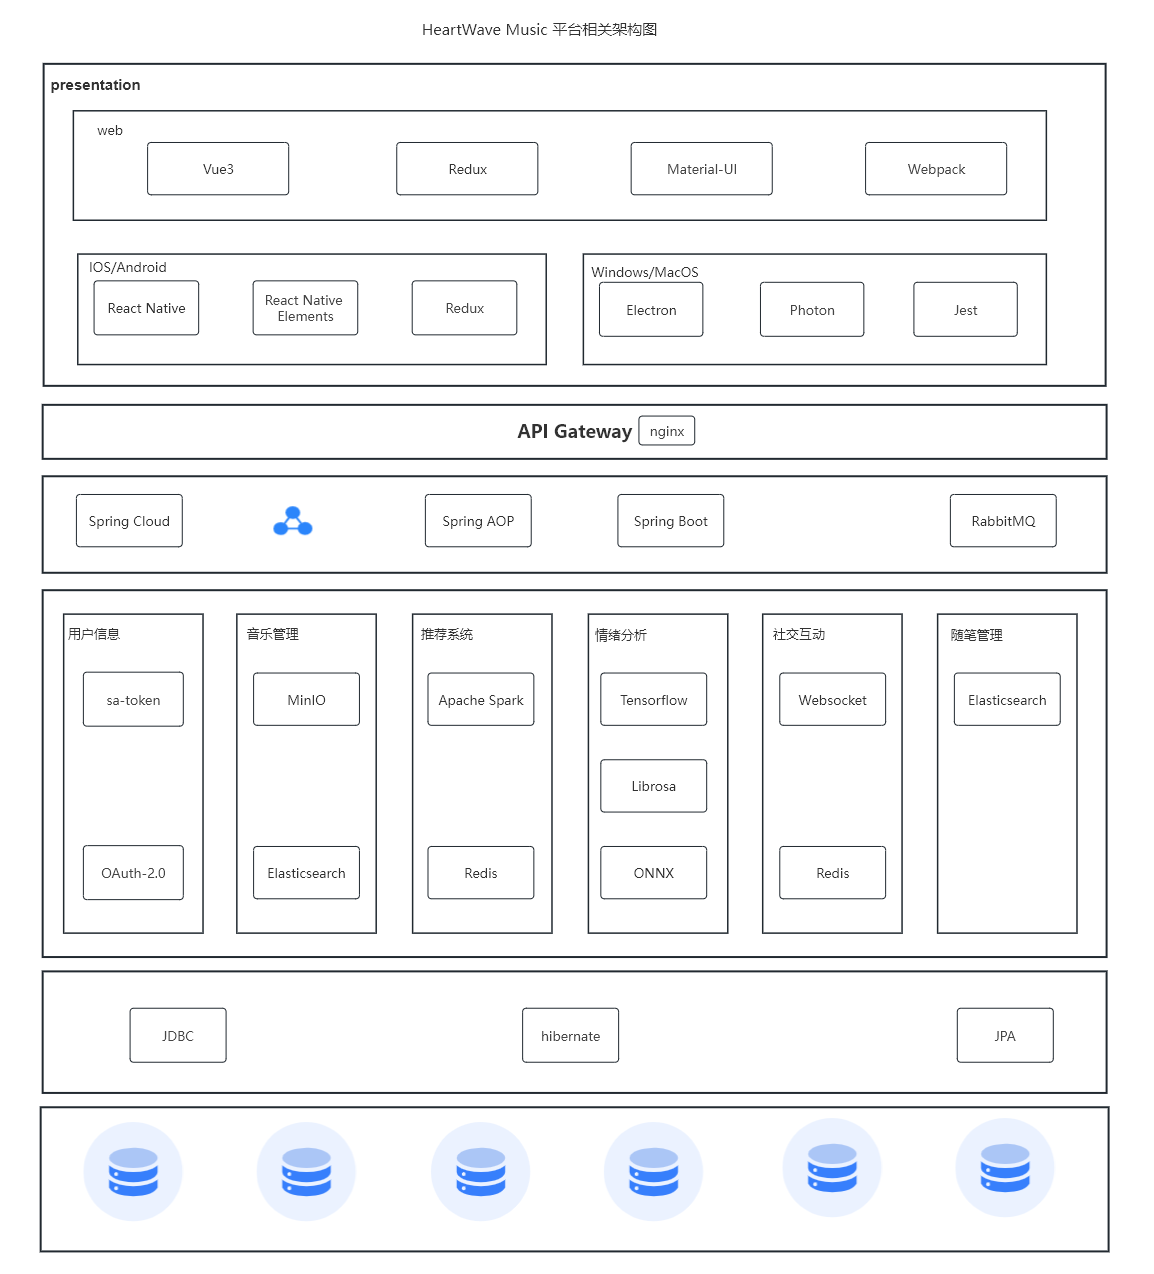 HeartWave Music 平台相关架构图
presentation
web
Vue3
Redux
Material-UI
Webpack
IOS/Android
React Native
React Native
Elements
Redux
Windows/MacOS
Electron
Photon
Jest
API Gateway
nginx
Spring Cloud
Spring AOP
Spring Boot
RabbitMQ
用户信息
sa-token
OAuth-2.0
音乐管理
MinIO
Elasticsearch
推荐系统
Apache Spark
Redis
情绪分析
Tensorflow
Librosa
ONNX
社交互动
Websocket
Redis
随笔管理
Elasticsearch
JDBC
hibernate
JPA